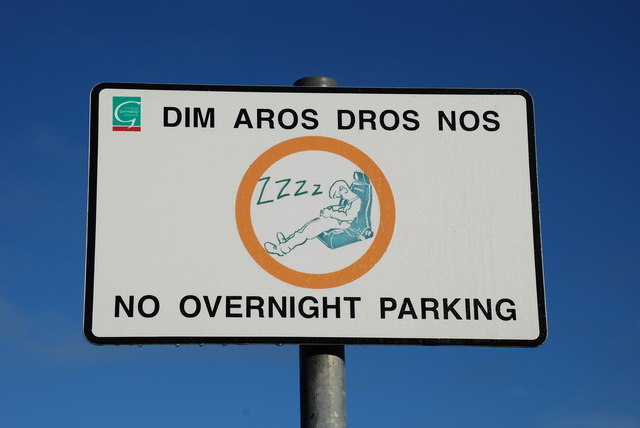 DIM AROS DROS NOS
ZZZZ
NO OVERNIGHT PARKING